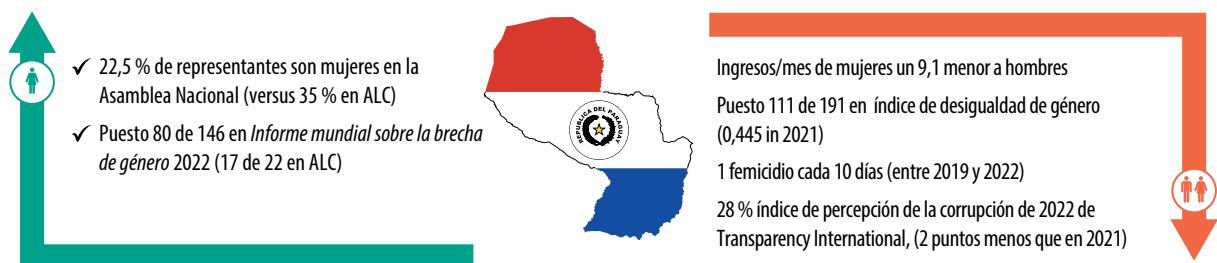 ✓ 22,5 % de representantes son mujeres en la
Asamblea Nacional (versus 35 % en ALC)
✓ Puesto 80 de 146 en Informe mundial sobre la brecha
de género 2022 (17 de 22 en ALC)
REPUBLICA DEL PARAGUAY
Ingresos/mes de mujeres un 9,1 menor a hombres
Puesto 111 de 191 en índice de desigualdad de género
(0,445 in 2021)
1 femicidio cada 10 días (entre 2019 y 2022)
28 % índice de percepción de la corrupción de 2022 de
Transparency International, (2 puntos menos que en 2021)